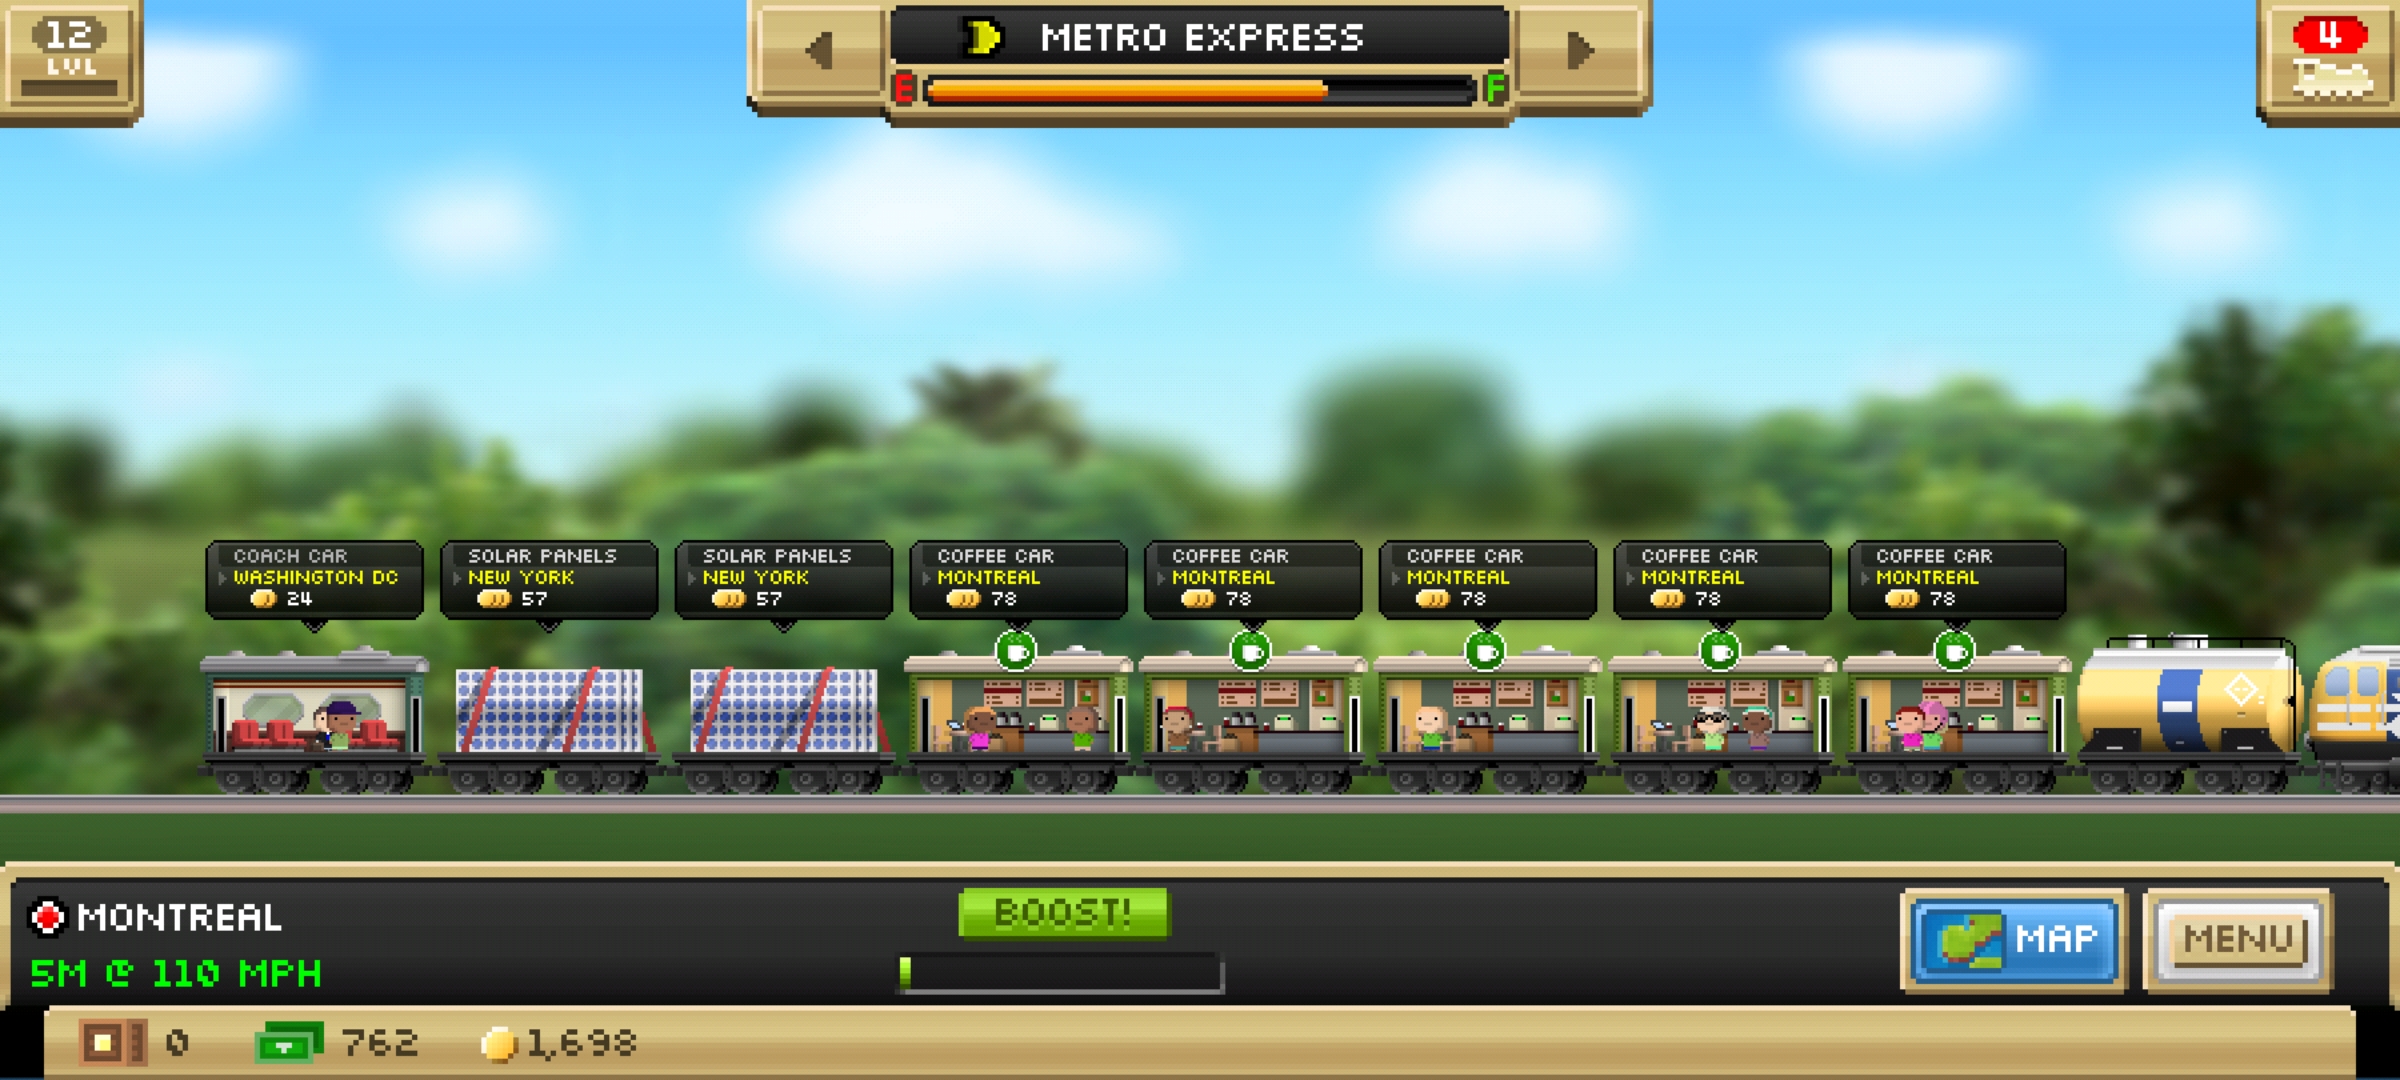 12
LVL
METRO EXPRESS
E
F
4
COACH CAR
WASHINGTON DC
24
SOLAR PANELS
NEW YORK
57
SOLAR PANELS
NEW YORK
57
COFFEE CAR
MONTREAL
78
COFFEE CAR
MONTREAL
78
COFFEE CAR
MONTREAL
78
COFFEE CAR
MONTREAL
78
COFFEE CAR
MONTREAL
78
MONTREAL
5M @ 110 MPH
BOOST!
MAP
MENU
0
762
1,698